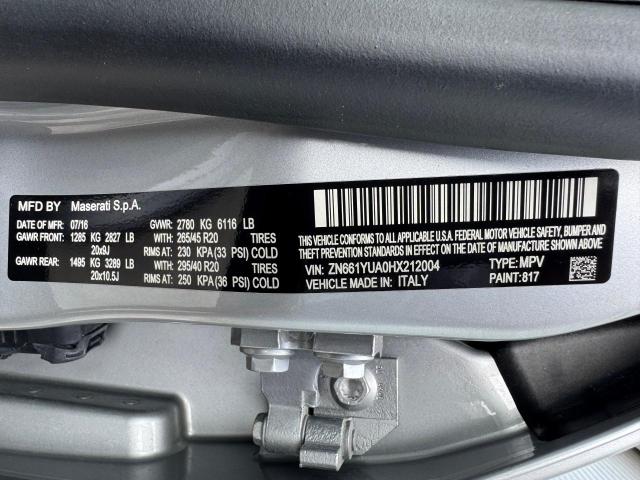 MFD BY Maserati S.p.A.
DATE OF MFR: 07/16 GVWR: 2780 KG 6116 LB
GAWR FRONT: 1285 KG 2827 LB WITH 265/45 R20 TIRES
20x9J RIMS AT 230 KPA (33 PSI) COLD
GAWR REAR: 1495 KG 3289 LB WITH 295/40 R20 TIRES
20x10.5J RIMS AT 250 KPA (36 PSI) COLD
THIS VEHICLE CONFORMS TO ALL APPLICABLE U.S.A. FEDERAL MOTOR VEHICLE SAFETY, BUMPER AND
THEFT PREVENTION STANDARDS IN EFFECT ON THE DATE OF MANUFACTURE SHOWN ABOVE.
VIN: ZN661YUA0HX212004 TYPE: MPV
VEHICLE MADE IN: ITALY PAINT: 817